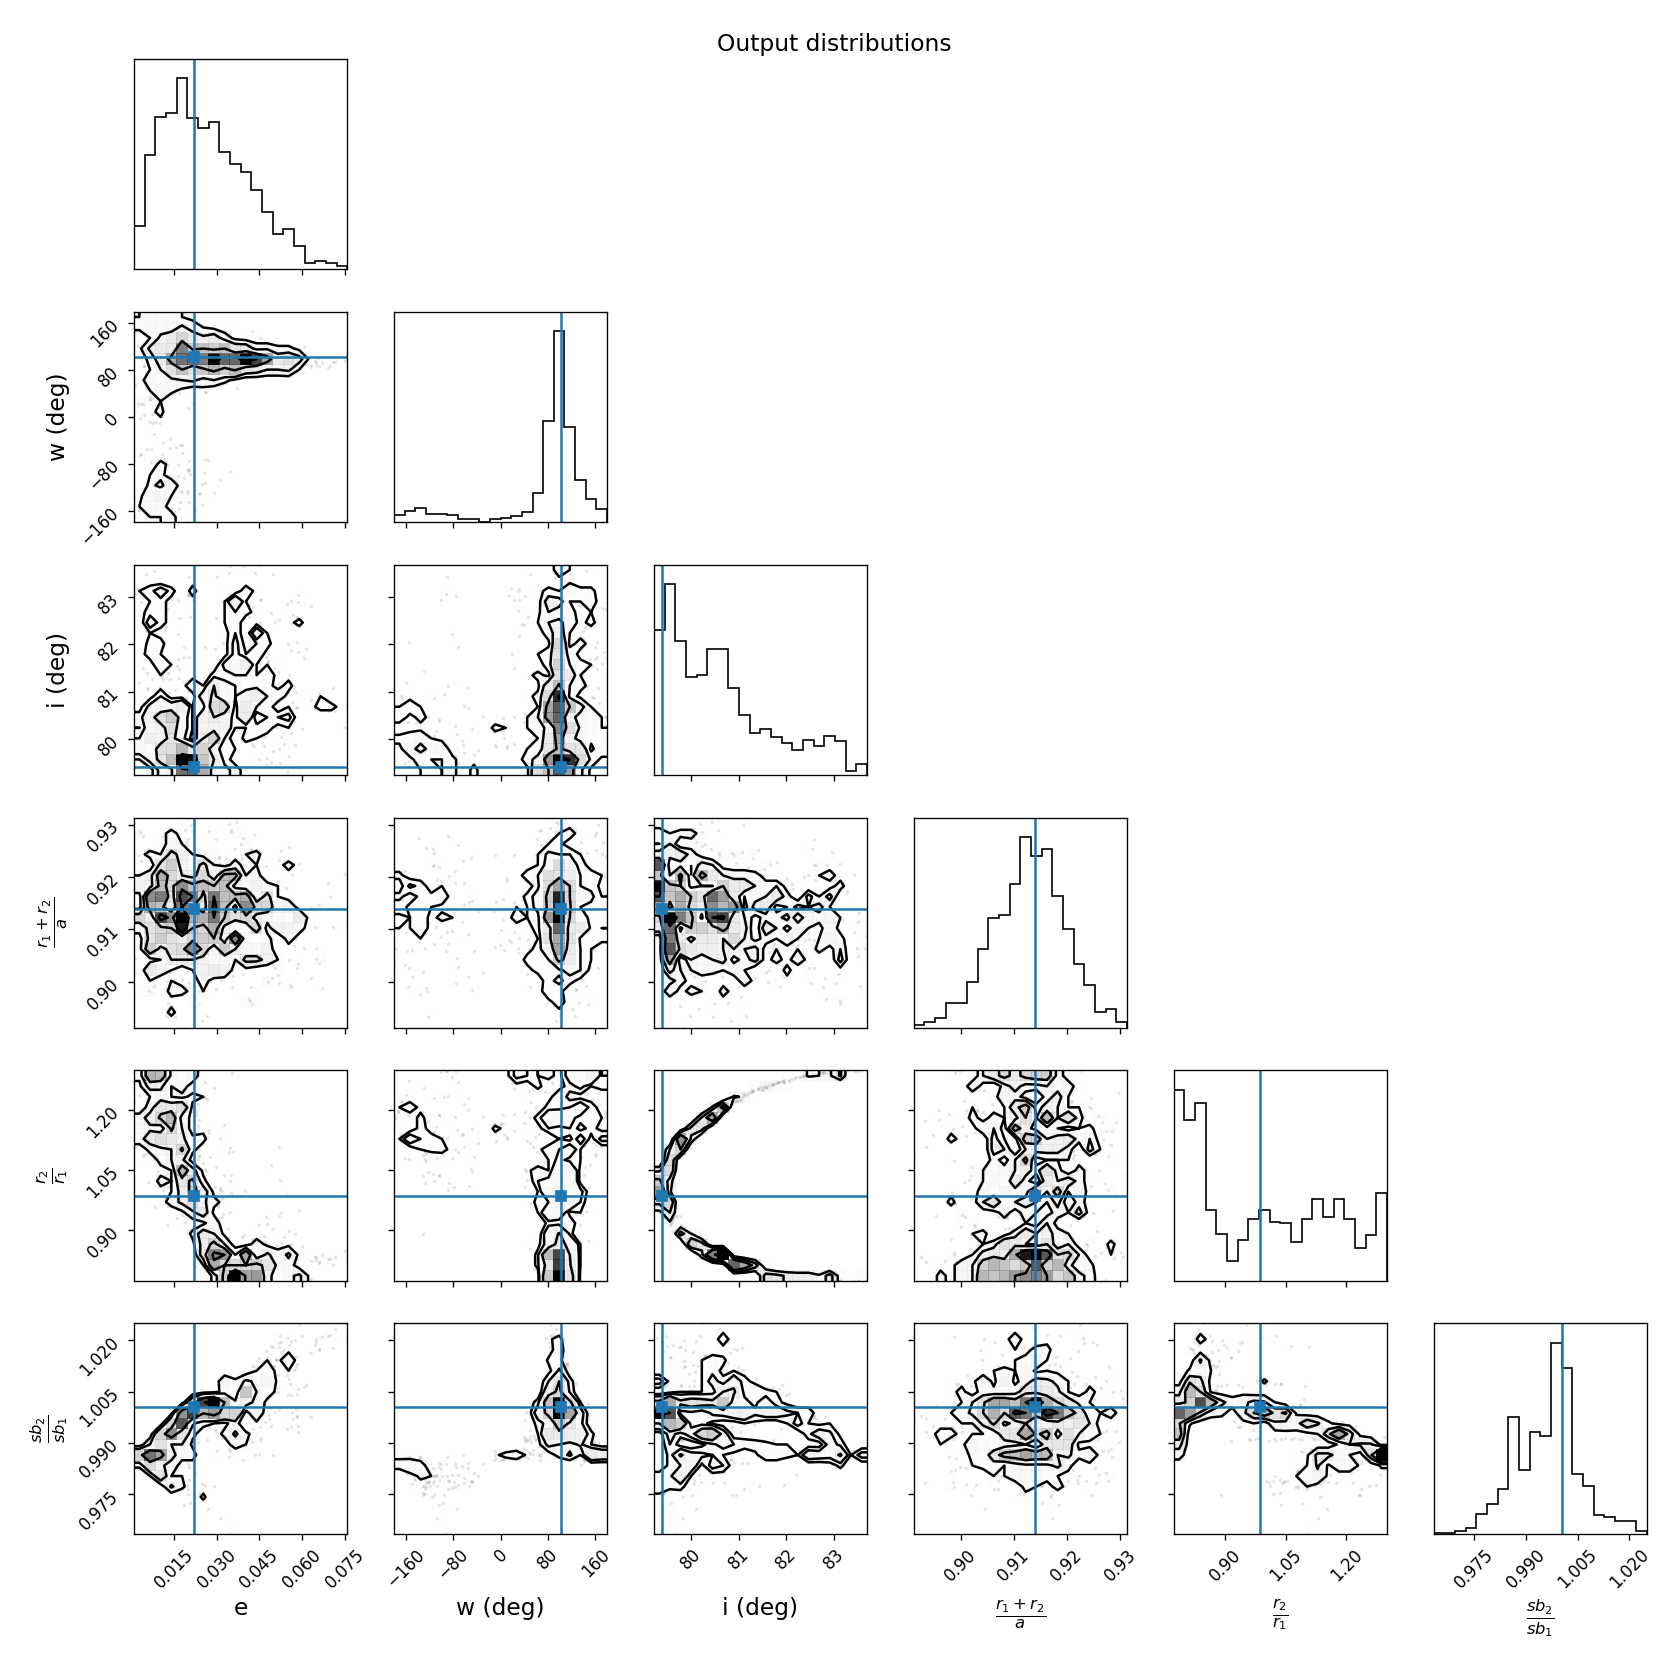 Output distributions
160
80
0
−80
−160
w (deg)
83
82
81
80
i (deg)
0.93
0.92
0.91
0.90
r₁ + r₂
a
1.20
1.05
0.90
r₂
r₁
1.020
1.005
0.990
0.975
sb₂
sb₁
0.015 0.030 0.045 0.060 0.075 −160 −80 0 80 160 80 81 82 83 0.90 0.91 0.92 0.93 0.90 1.05 1.20 0.975 0.990 1.005 1.020
e w (deg) i (deg) r₁ + r₂ r₂ sb₂
a r₁ sb₁